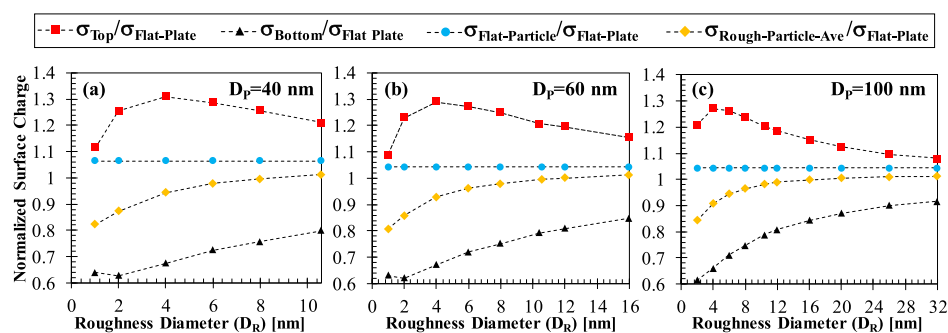 σTop/σFlat-Plate σBottom/σFlat Plate σFlat-Particle/σFlat-Plate σRough-Particle-Ave/σFlat-Plate
Normalized Surface Charge
1.4
1.3
1.2
1.1
1
0.9
0.8
0.7
0.6
(a) DP=40 nm
0 2 4 6 8 10
Roughness Diameter (DR) [nm]
1.4
1.3
1.2
1.1
1
0.9
0.8
0.7
0.6
(b) DP=60 nm
0 2 4 6 8 10 12 14 16
Roughness Diameter (DR) [nm]
1.4
1.3
1.2
1.1
1
0.9
0.8
0.7
0.6
(c) DP=100 nm
0 4 8 12 16 20 24 28 32
Roughness Diameter (DR) [nm]